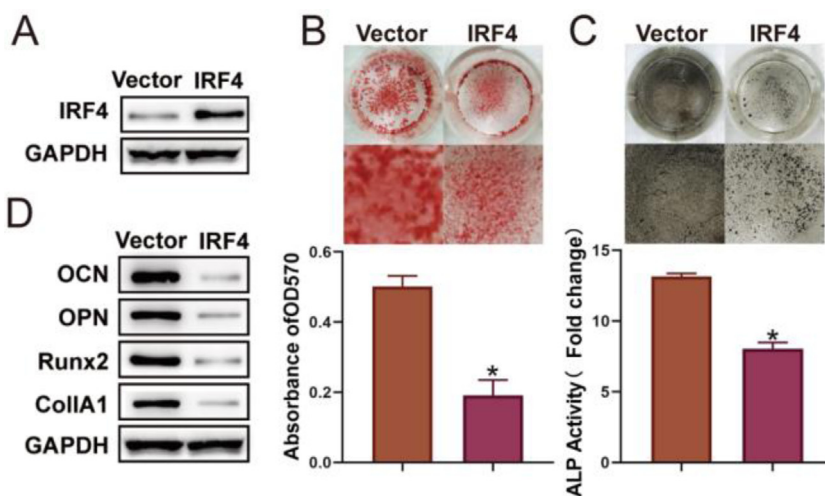 A
Vector IRF4
IRF4
GAPDH
B
Vector IRF4
Absorbance ofOD570
0.6
0.4
0.2
0.0
*
C
Vector IRF4
ALP Activity( Fold change)
15
10
5
0
*
D
Vector IRF4
OCN
OPN
Runx2
CollA1
GAPDH